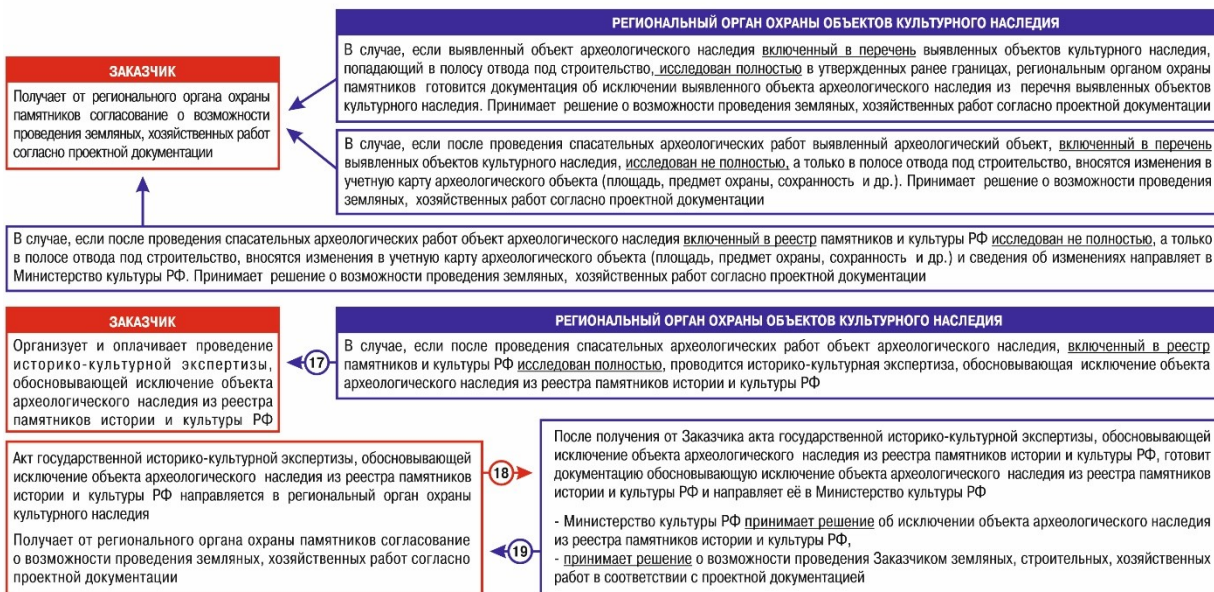 РЕГИОНАЛЬНЫЙ ОРГАН ОХРАНЫ ОБЪЕКТОВ КУЛЬТУРНОГО НАСЛЕДИЯ
В случае, если выявленный объект археологического наследия включенный в перечень выявленных объектов культурного наследия,
попадающий в полосу отвода под строительство, исследован полностью в утвержденных ранее границах, региональным органом охраны
памятников готовится документация об исключении выявленного объекта археологического наследия из перечня выявленных объектов
культурного наследия. Принимает решение о возможности проведения земляных, хозяйственных работ согласно проектной документации
ЗАКАЗЧИК
Получает от регионального органа охраны
памятников согласование о возможности
проведения земляных, хозяйственных работ
согласно проектной документации
В случае, если после проведения спасательных археологических работ выявленный археологический объект, включенный в перечень
выявленных объектов культурного наследия, исследован не полностью, а только в полосе отвода под строительство, вносятся изменения в
учетную карту археологического объекта (площадь, предмет охраны, сохранность и др.). Принимает решение о возможности проведения
земляных, хозяйственных работ согласно проектной документации
В случае, если после проведения спасательных археологических работ объект археологического наследия включенный в реестр памятников и культуры РФ исследован не полностью, а только
в полосе отвода под строительство, вносятся изменения в учетную карту археологического объекта (площадь, предмет охраны, сохранность и др.) и сведения об изменениях направляет в
Министерство культуры РФ. Принимает решение о возможности проведения земляных, хозяйственных работ согласно проектной документации
ЗАКАЗЧИК
Организует и оплачивает проведение
историко-культурной экспертизы,
обосновывающей исключение объекта
археологического наследия из реестра
памятников истории и культуры РФ
17
РЕГИОНАЛЬНЫЙ ОРГАН ОХРАНЫ ОБЪЕКТОВ КУЛЬТУРНОГО НАСЛЕДИЯ
В случае, если после проведения спасательных археологических работ объект археологического наследия, включенный в реестр
памятников и культуры РФ исследован полностью, проводится историко-культурная экспертиза, обосновывающая исключение объекта
археологического наследия из реестра памятников истории и культуры РФ
Акт государственной историко-культурной экспертизы, обосновывающей
исключение объекта археологического наследия из реестра памятников
истории и культуры РФ направляется в региональный орган охраны
культурного наследия
18
После получения от Заказчика акта государственной историко-культурной экспертизы, обосновывающей
исключение объекта археологического наследия из реестра памятников истории и культуры РФ, готовит
документацию обосновывающую исключение объекта археологического наследия из реестра памятников
истории и культуры РФ и направляет её в Министерство культуры РФ
Получает от регионального органа охраны памятников согласование
о возможности проведения земляных, хозяйственных работ согласно
проектной документации
19
- Министерство культуры РФ принимает решение об исключении объекта археологического наследия
из реестра памятников истории и культуры РФ,
- принимает решение о возможности проведения Заказчиком земляных, строительных, хозяйственных
работ в соответствии с проектной документацией